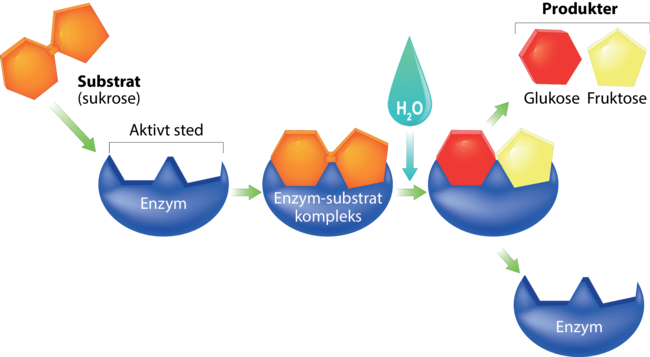 Substrat
(sukrose)
Aktivt sted
Enzym
Enzym-substrat
kompleks
H₂O
Produkter
Glukose Fruktose
Enzym